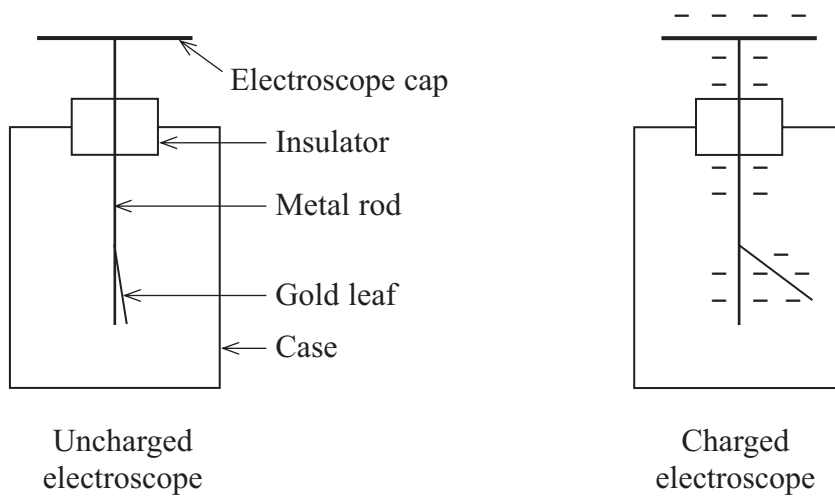 Electroscope cap
Insulator
Metal rod
Gold leaf
Case
Uncharged
electroscope
Charged
electroscope